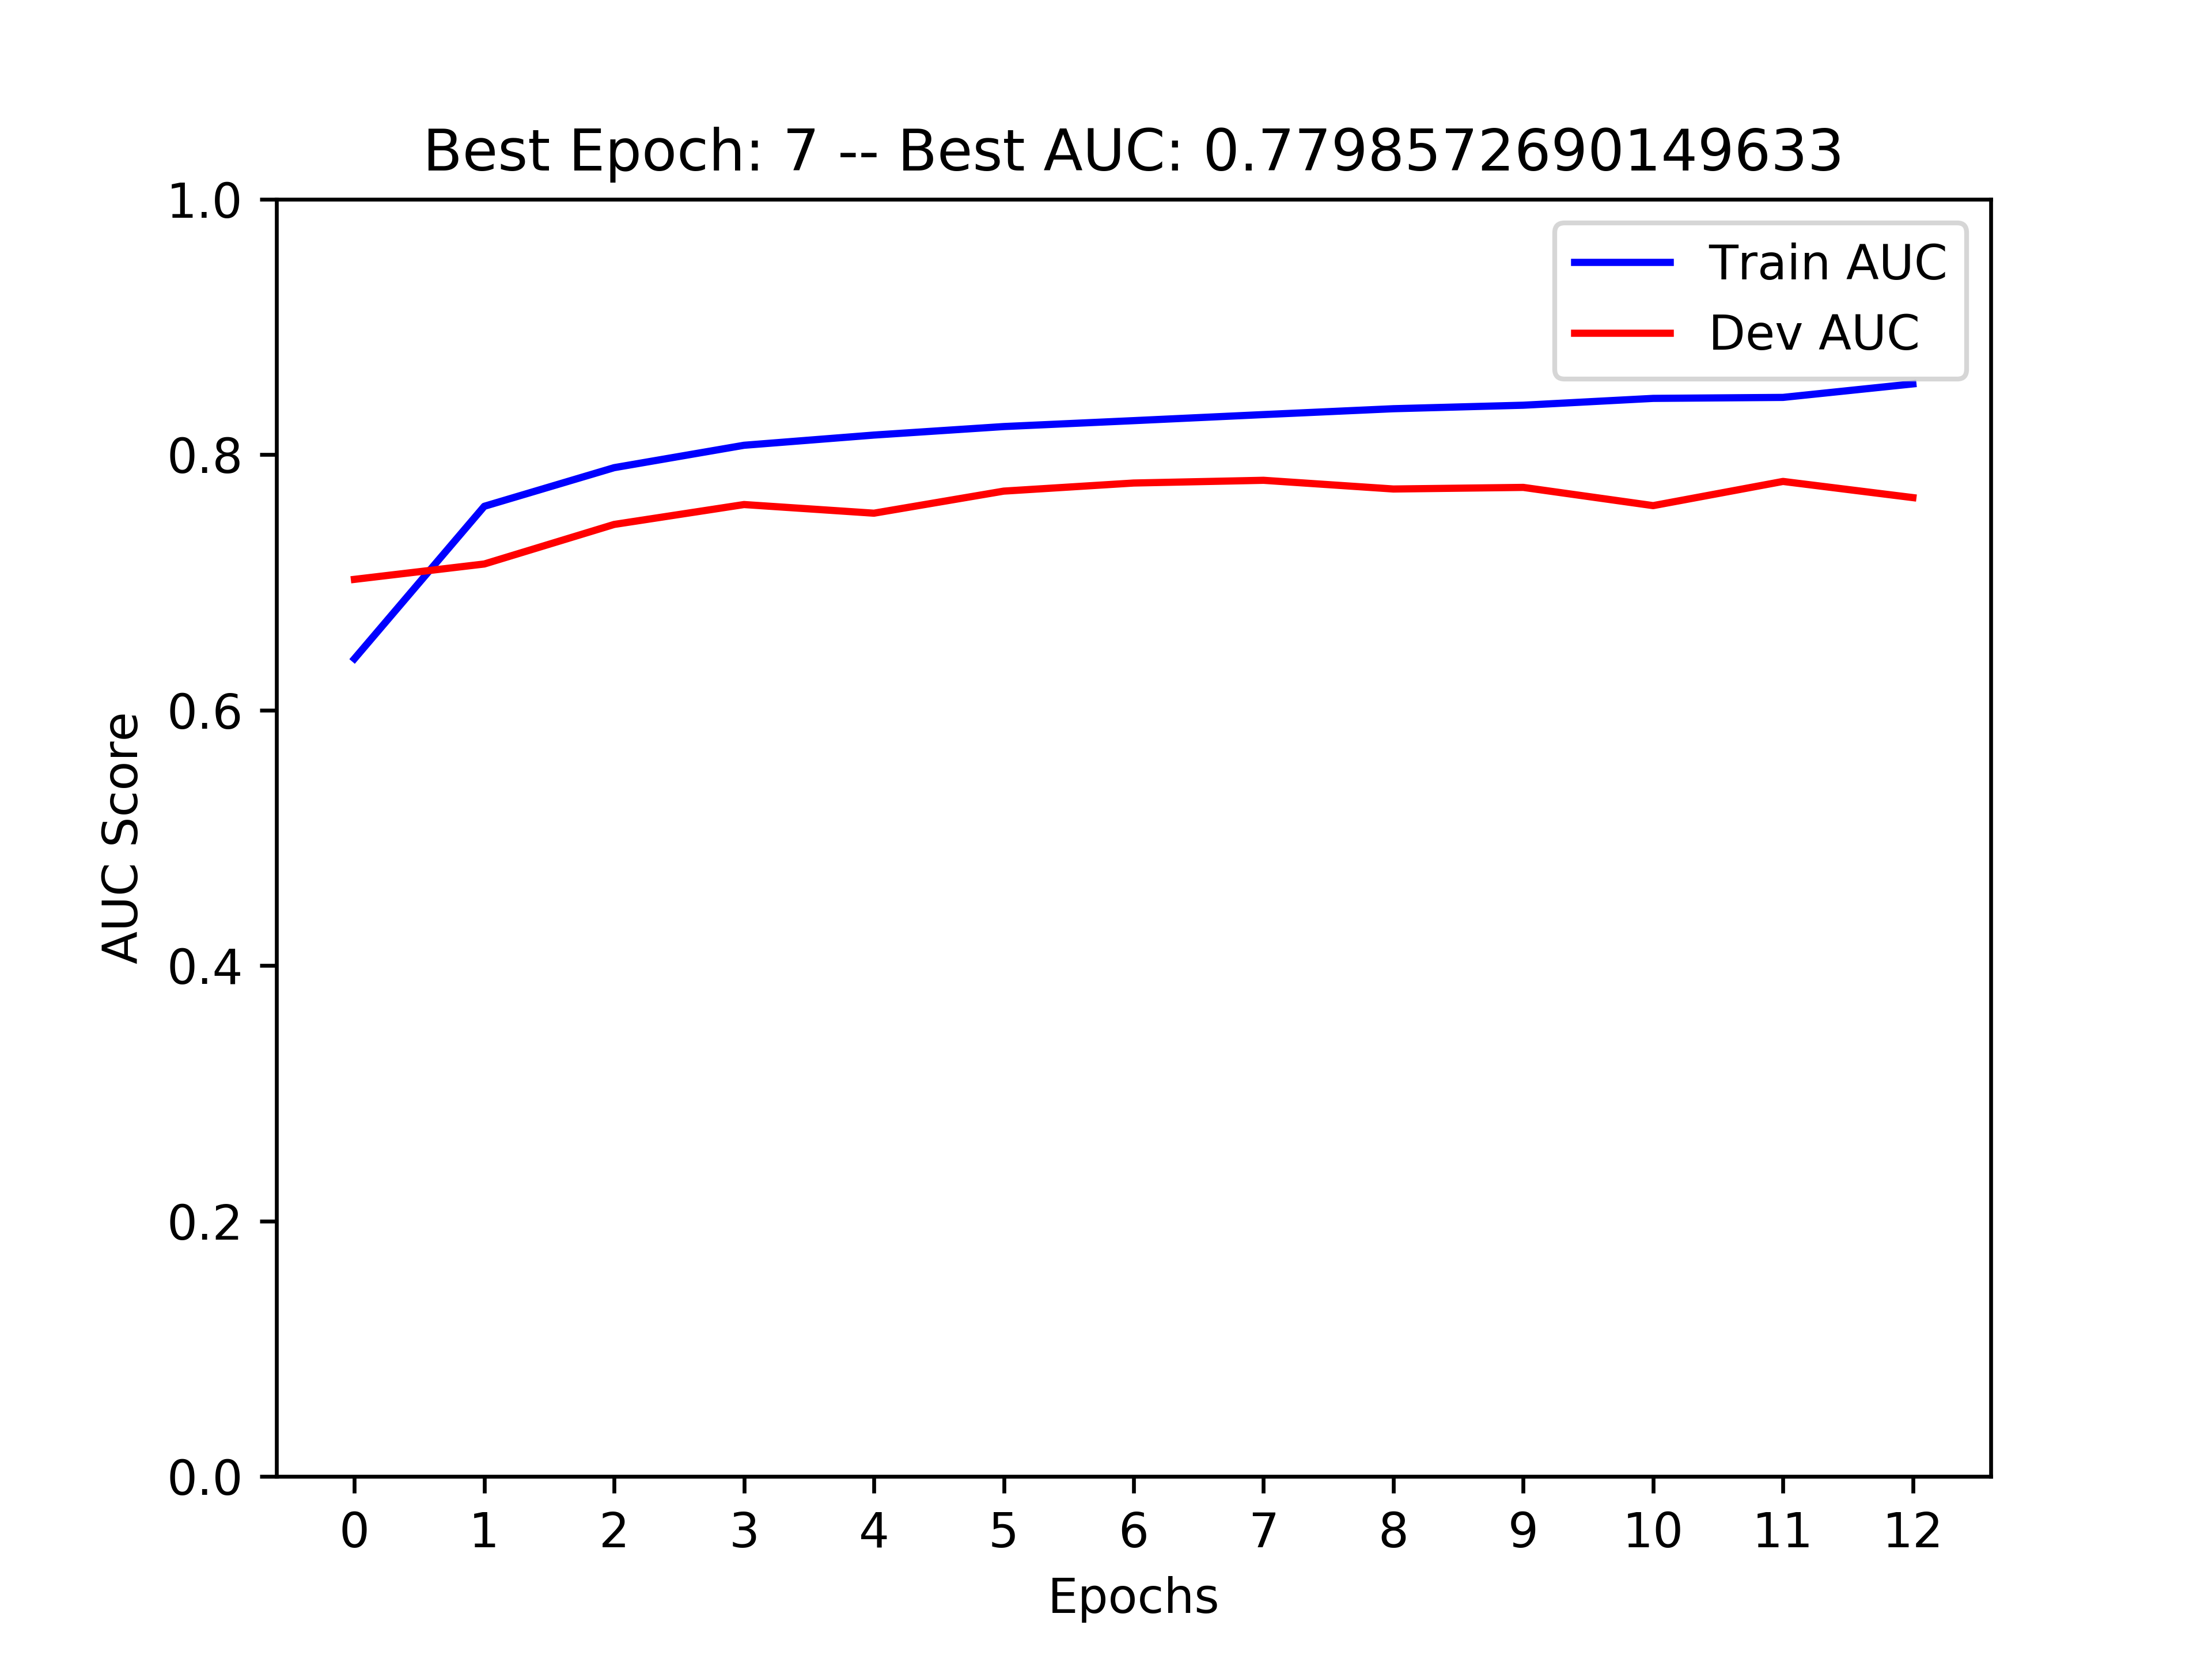 Best Epoch: 7 -- Best AUC: 0.7798572690149633
1.0
Train AUC
Dev AUC
0.8
0.6
AUC Score
0.4
0.2
0.0
0 1 2 3 4 5 6 7 8 9 10 11 12
Epochs